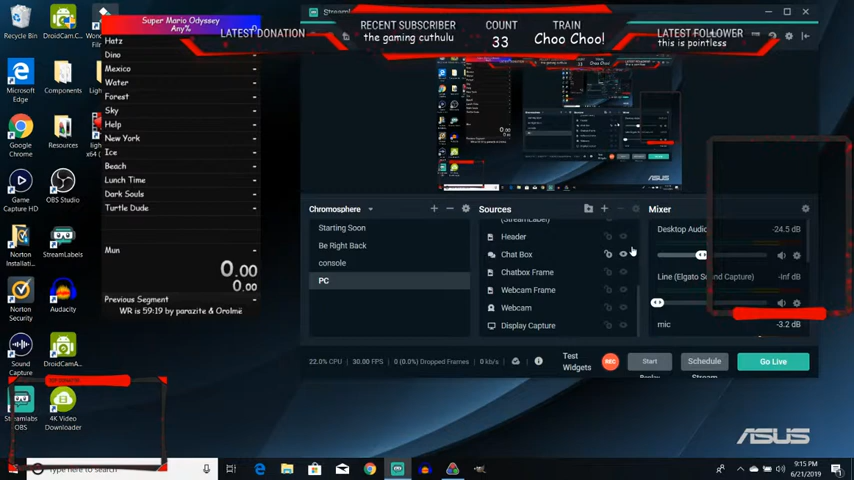 Recycle Bin
DroidCam...
Super Mario Odyssey
Any%
Hatz -
Dino -
Mexico -
Water -
Forest -
Sky -
Help -
New York -
Ice -
Beach -
Lunch Time -
Dark Souls -
Turtle Dude -
Mun -
0.00
0.00
Previous Segment -
WR is 59:19 by parazite & Orolmë
Microsoft Edge
Components
Google Chrome
Resources
Game Capture HD
OBS Studio
Norton Installati...
StreamLabels
Norton Security
Audacity
Sound Capture
DroidCamA...
Streamlabs OBS
4K Video Downloader
LATEST DONATION
RECENT SUBSCRIBER
the gaming cuthulu
COUNT
33
TRAIN
Choo Choo!
LATEST FOLLOWER
this is pointless
ASUS
Chromosphere
Starting Soon
Be Right Back
console
PC
Sources
(StreamLabel)
Header
Chat Box
Chatbox Frame
Webcam Frame
Webcam
Display Capture
Mixer
Desktop Audio -24.5 dB
Line (Elgato Sound Capture) -Inf dB
mic -3.2 dB
22.0% CPU
30.00 FPS
0 (0.0%) Dropped Frames
0 kb/s
Test Widgets
REC
Start
Schedule Stream
Go Live
ASUS
Type here to search
9:15 PM
6/21/2019